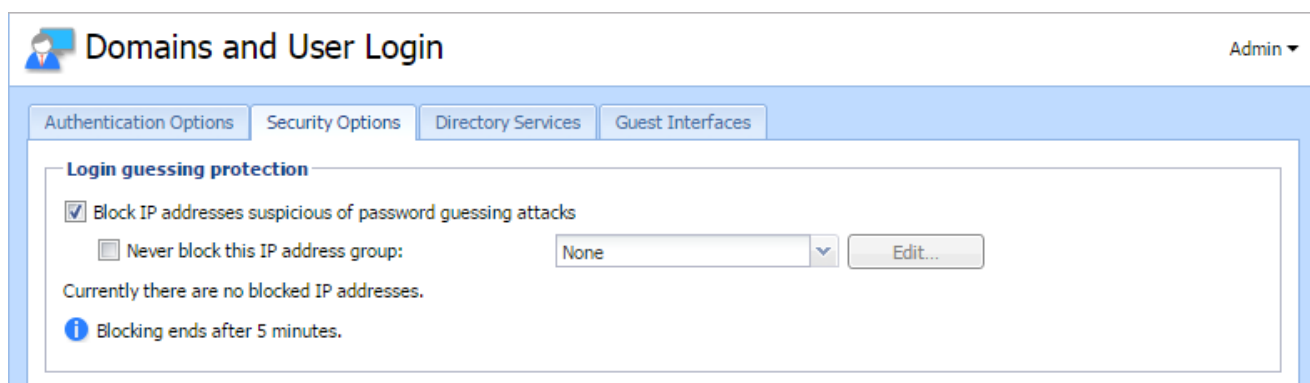 Domains and User Login
Admin
Authentication Options
Security Options
Directory Services
Guest Interfaces
Login guessing protection
Block IP addresses suspicious of password guessing attacks
Never block this IP address group: None Edit...
Currently there are no blocked IP addresses.
Blocking ends after 5 minutes.